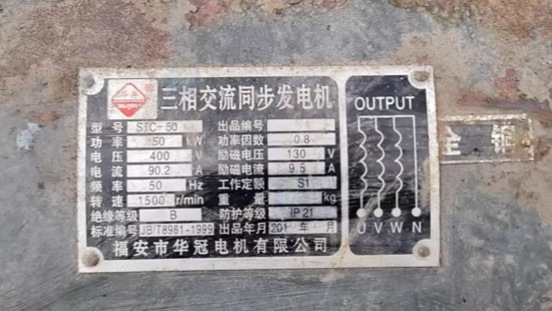 三相交流同步发电机
型号 STC-50 出品编号
功率 50 kW 功率因数 0.8
电压 400 V 励磁电压 130 V
电流 90.2 A 励磁电流 9.5 A
频率 50 Hz 工作定额 S1
转速 1500 r/min 重量 kg
绝缘等级 B 防护等级 IP21
标准编号 JB/T8981-1999 出品年月 201 年 月
福安市华冠电机有限公司
OUTPUT
U V W N
全铜